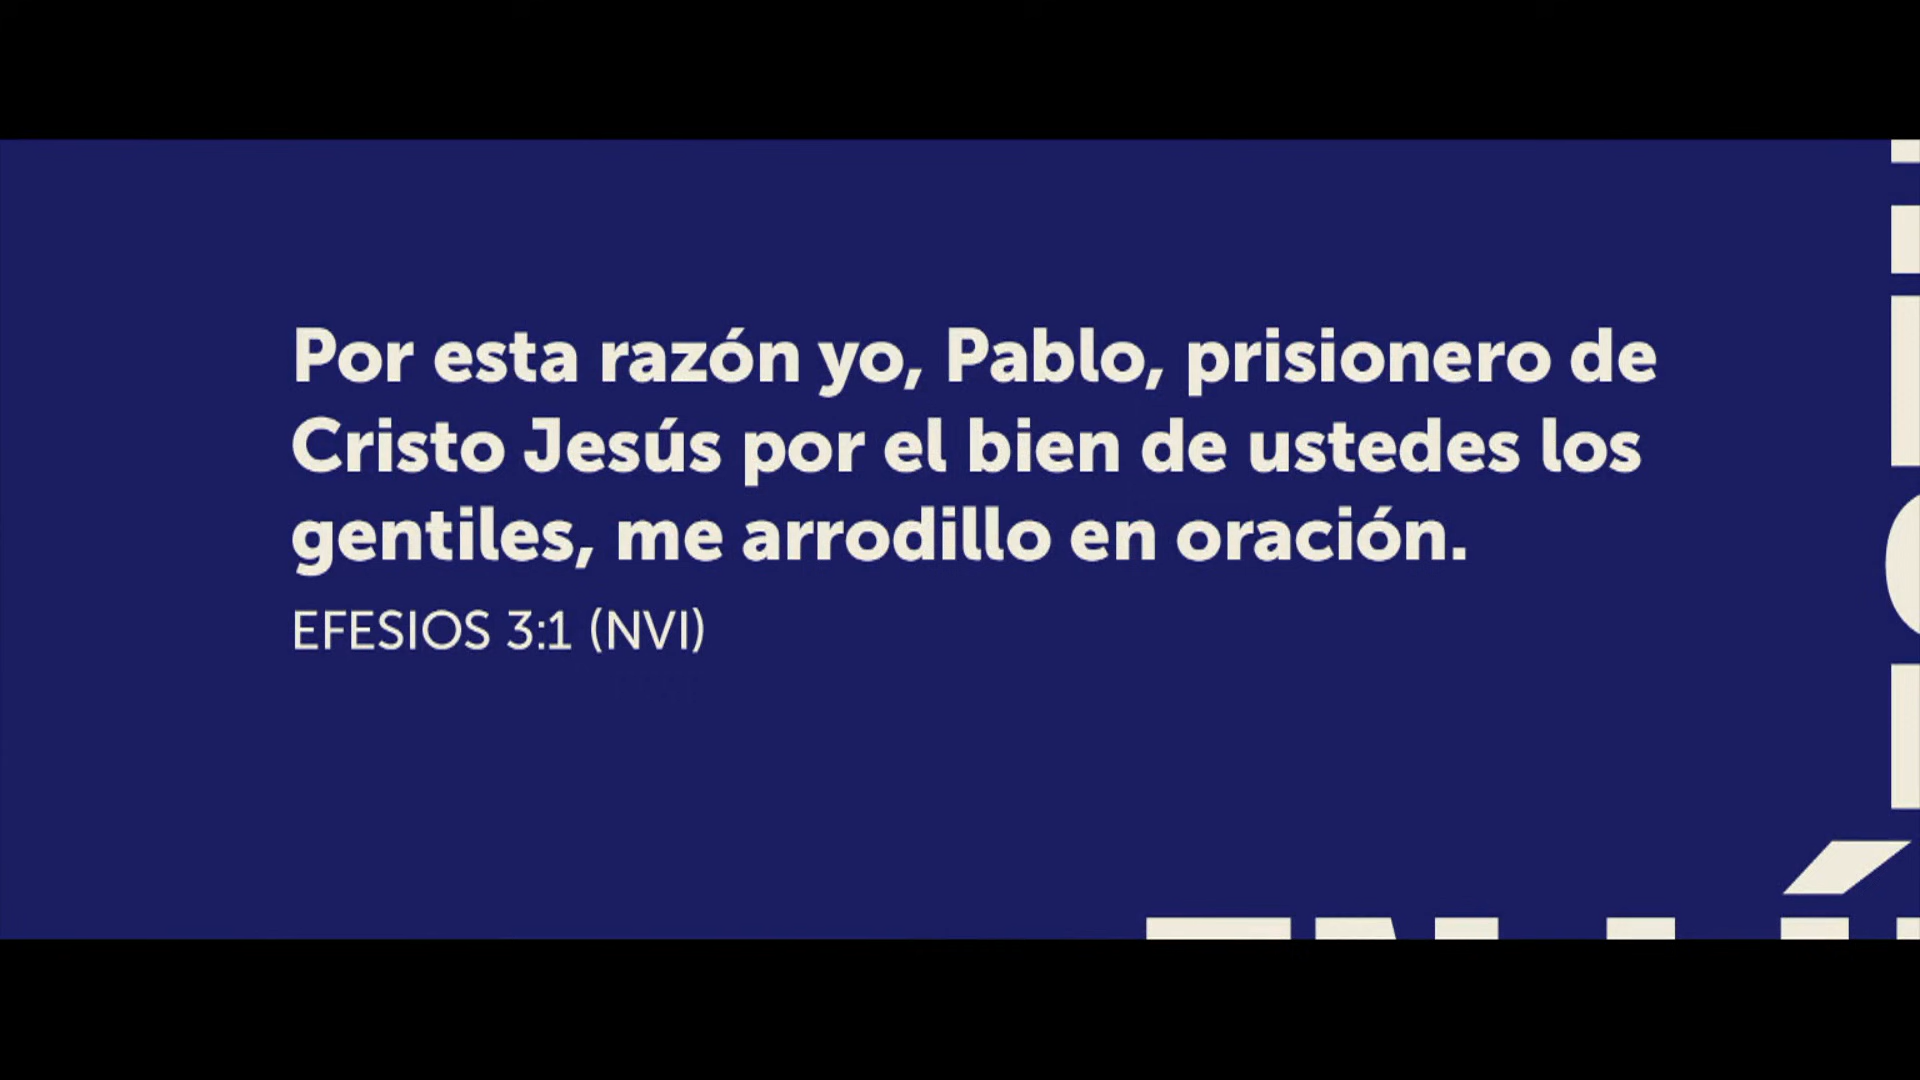 Por esta razón yo, Pablo, prisionero de
Cristo Jesús por el bien de ustedes los
gentiles, me arrodillo en oración.
EFESIOS 3:1 (NVI)